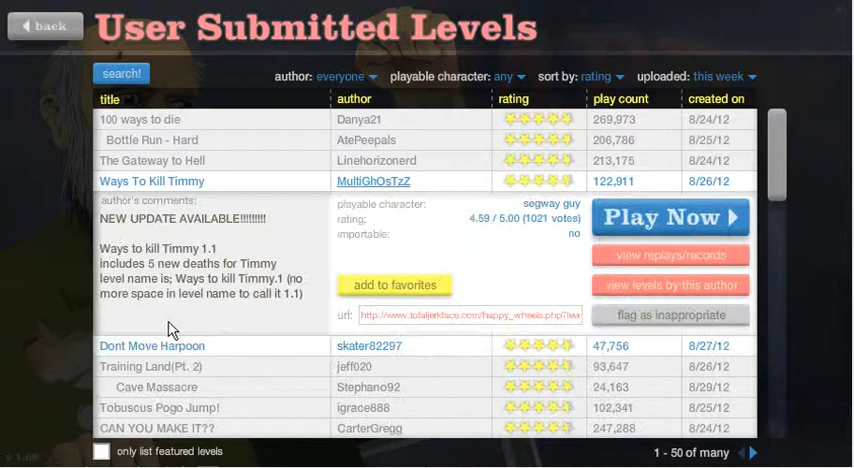 back
User Submitted Levels
search!
author: everyone playable character: any sort by: rating uploaded: this week
title author rating play count created on
100 ways to die Danya21 269,973 8/24/12
Bottle Run - Hard AtePeepals 206,786 8/25/12
The Gateway to Hell Linehorizonerd 213,175 8/24/12
Ways To Kill Timmy MultiGhOsTzZ 122,911 8/26/12
author's comments:
NEW UPDATE AVAILABLE!!!!!!!!!
Ways to kill Timmy 1.1
includes 5 new deaths for Timmy
level name is; Ways to kill Timmy.1 (no
more space in level name to call it 1.1)
playable character: segway guy
rating: 4.59 / 5.00 (1021 votes)
importable: no
add to favorites
url: http://www.totaljerkface.com/happy_wheels.php?lev
Play Now
view replays/records
view levels by this author
flag as inappropriate
Dont Move Harpoon skater82297 47,756 8/27/12
Training Land(Pt. 2) jeff020 93,647 8/26/12
Cave Massacre Stephano92 24,163 8/29/12
Tobuscus Pogo Jump! igrace888 102,341 8/25/12
CAN YOU MAKE IT?? CarterGregg 247,288 8/24/12
only list featured levels 1 - 50 of many